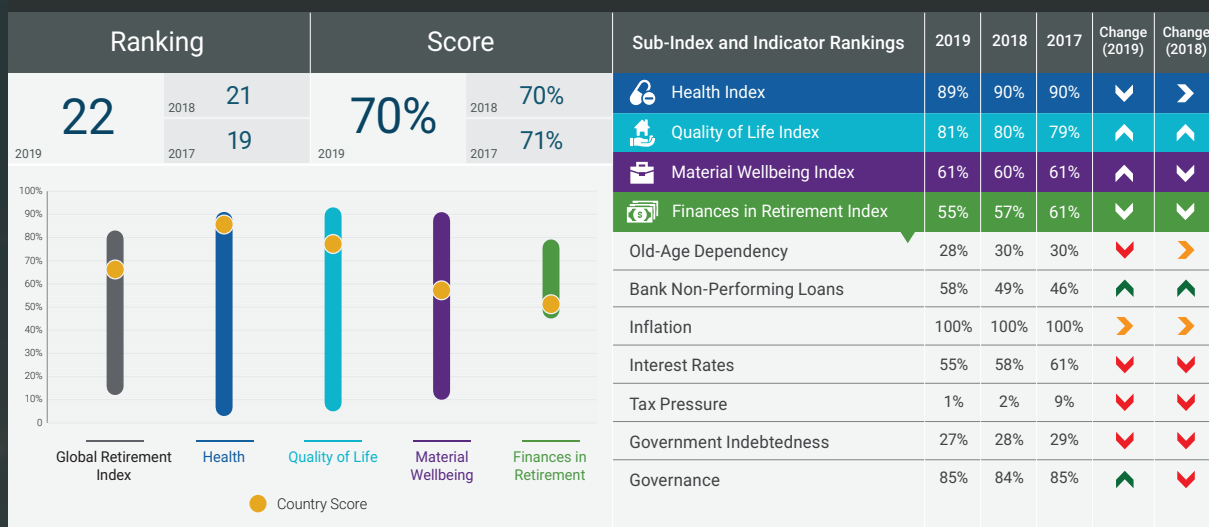 Ranking
Score
22
2019
2018
21
2017
19
70%
2019
2018
70%
2017
71%
100%
90%
80%
70%
60%
50%
40%
30%
20%
10%
0
Global Retirement
Index
Health
Quality of Life
Material
Wellbeing
Finances in
Retirement
Country Score
Sub-Index and Indicator Rankings 2019 2018 2017 Change (2019) Change (2018)
Health Index 89% 90% 90%
Quality of Life Index 81% 80% 79%
Material Wellbeing Index 61% 60% 61%
Finances in Retirement Index 55% 57% 61%
Old-Age Dependency 28% 30% 30%
Bank Non-Performing Loans 58% 49% 46%
Inflation 100% 100% 100%
Interest Rates 55% 58% 61%
Tax Pressure 1% 2% 9%
Government Indebtedness 27% 28% 29%
Governance 85% 84% 85%